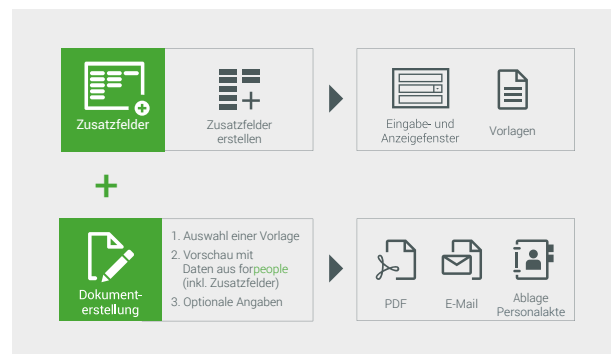 Zusatzfelder
Zusatzfelder
erstellen
Eingabe- und
Anzeigefenster
Vorlagen
Dokument-
erstellung
1. Auswahl einer Vorlage
2. Vorschau mit
Daten aus forpeople
(inkl. Zusatzfelder)
3. Optionale Angaben
PDF
E-Mail
Ablage
Personalakte